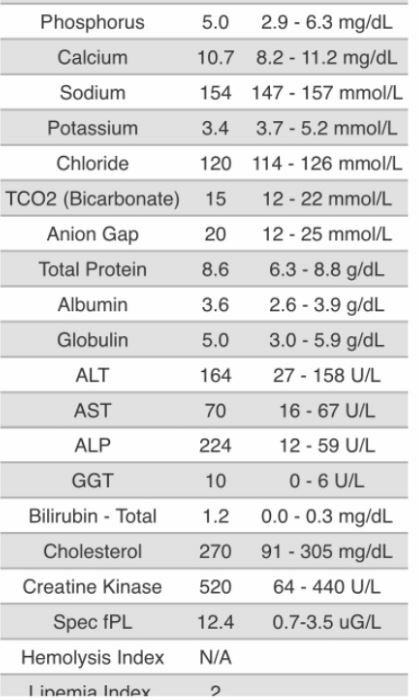 Phosphorus 5.0 2.9 - 6.3 mg/dL
Calcium 10.7 8.2 - 11.2 mg/dL
Sodium 154 147 - 157 mmol/L
Potassium 3.4 3.7 - 5.2 mmol/L
Chloride 120 114 - 126 mmol/L
TCO2 (Bicarbonate) 15 12 - 22 mmol/L
Anion Gap 20 12 - 25 mmol/L
Total Protein 8.6 6.3 - 8.8 g/dL
Albumin 3.6 2.6 - 3.9 g/dL
Globulin 5.0 3.0 - 5.9 g/dL
ALT 164 27 - 158 U/L
AST 70 16 - 67 U/L
ALP 224 12 - 59 U/L
GGT 10 0 - 6 U/L
Bilirubin - Total 1.2 0.0 - 0.3 mg/dL
Cholesterol 270 91 - 305 mg/dL
Creatine Kinase 520 64 - 440 U/L
Spec fPL 12.4 0.7-3.5 uG/L
Hemolysis Index N/A
Lipemia Index 2